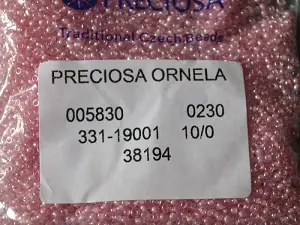 PRECIOSA
Traditional Czech Beads
PRECIOSA ORNELA
005830 0230
331-19001 10/0
38194